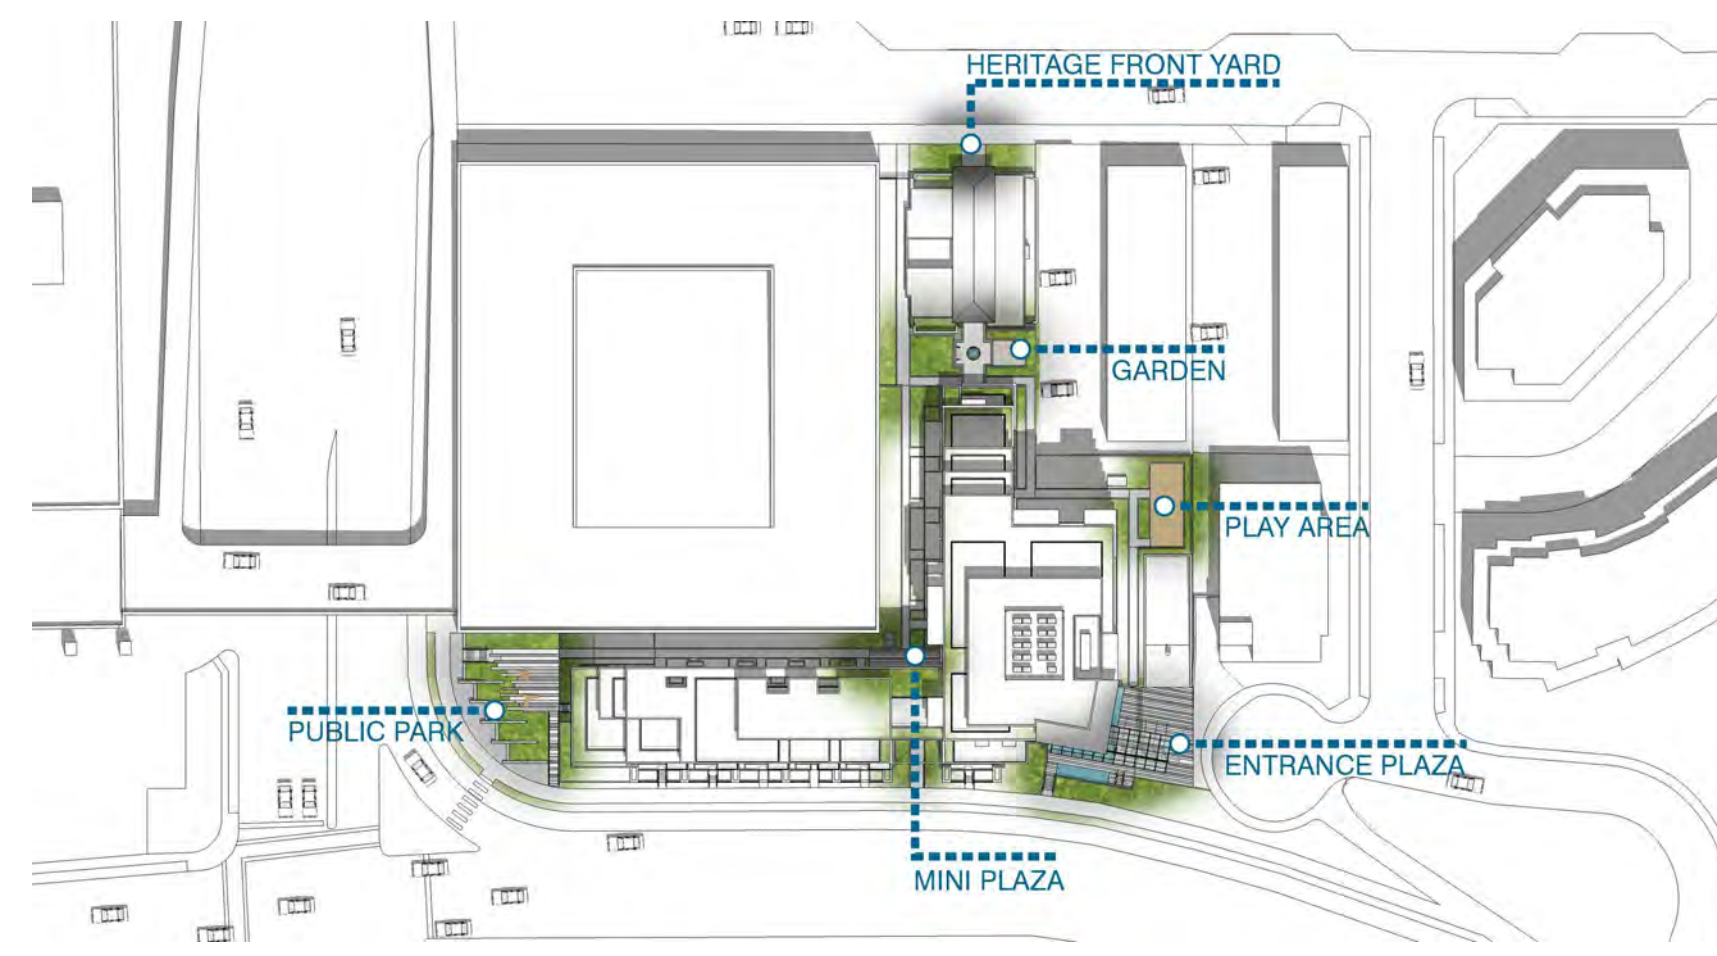 HERITAGE FRONT YARD
GARDEN
PLAY AREA
PUBLIC PARK
ENTRANCE PLAZA
MINI PLAZA